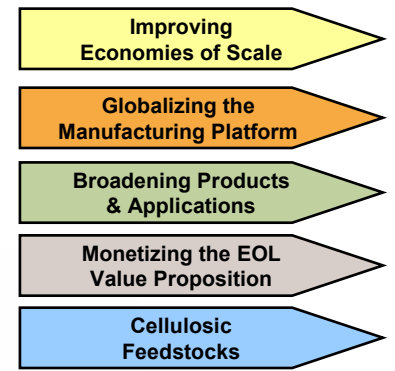 Improving
Economies of Scale
Globalizing the
Manufacturing Platform
Broadening Products
& Applications
Monetizing the EOL
Value Proposition
Cellulosic
Feedstocks